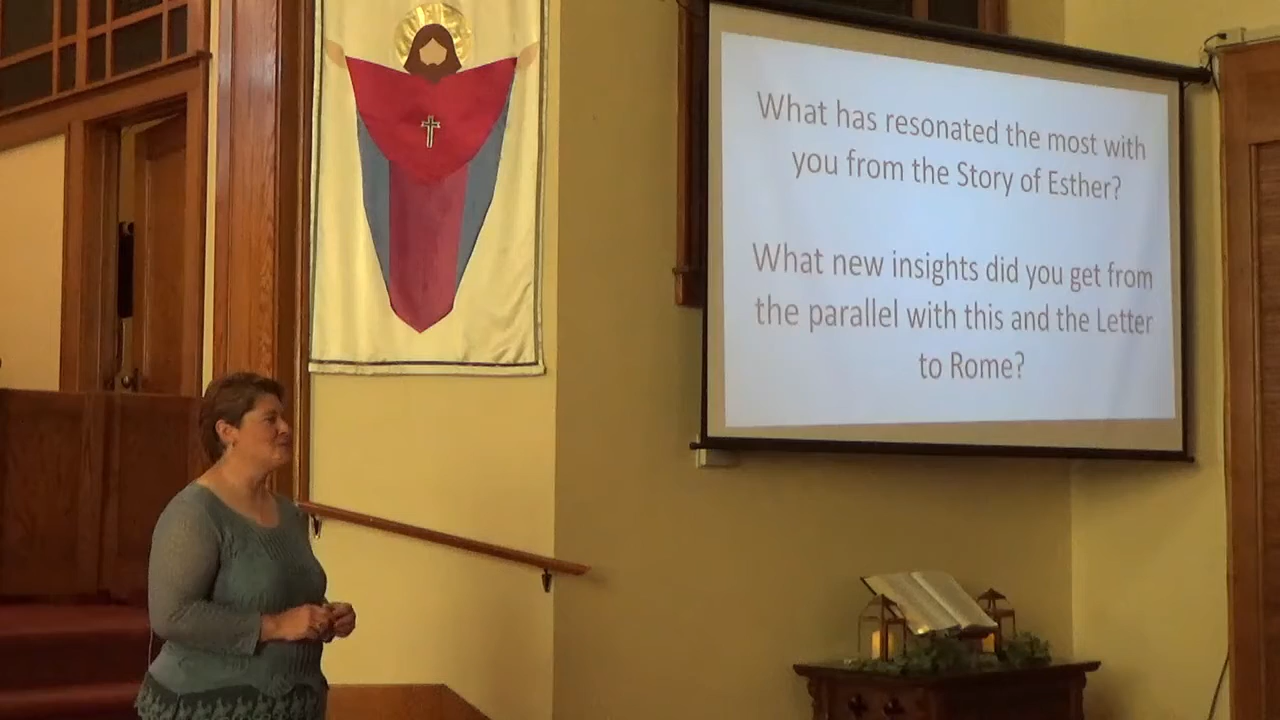 What has resonated the most with
you from the Story of Esther?
What new insights did you get from
the parallel with this and the Letter
to Rome?